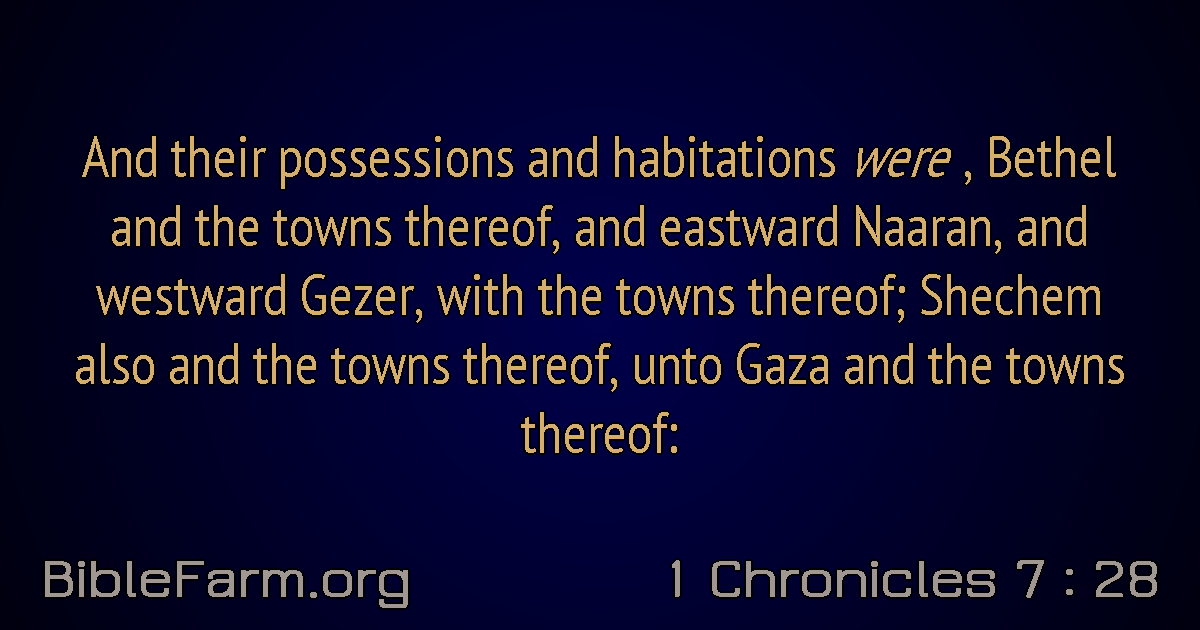 And their possessions and habitations were , Bethel
and the towns thereof, and eastward Naaran, and
westward Gezer, with the towns thereof; Shechem
also and the towns thereof, unto Gaza and the towns
thereof:
BibleFarm.org
1 Chronicles 7 : 28